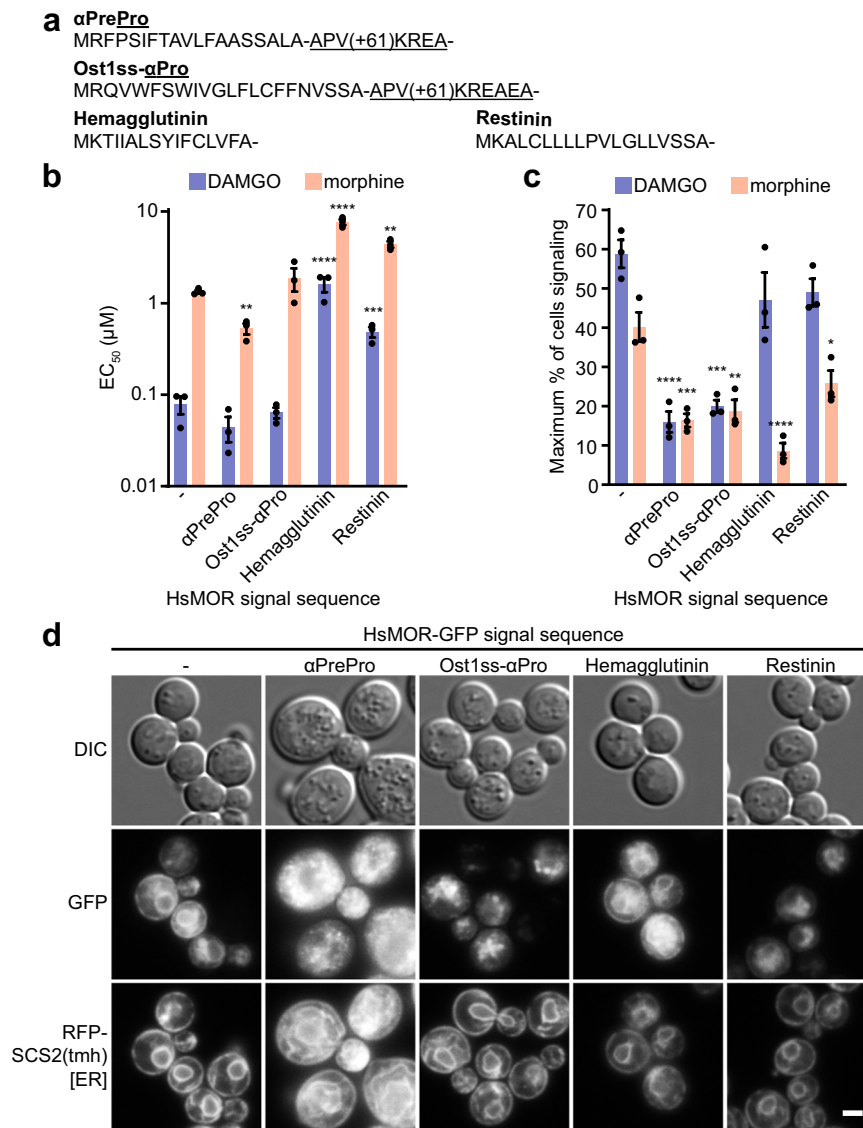 a
αPrePro
MRFPSIFTAVLFAASSALA-APV(+61)KREA-
Ost1ss-αPro
MRQVWFSWIVGLFLCFFNVSSA-APV(+61)KREAEA-
Hemagglutinin
MKTIIALSYIFCLVFA-
Restinin
MKALCLLLLPVLGLLVSSA-
b
DAMGO morphine
EC50 (µM)
10
1
0.1
0.01
**
****
****
***
**
-
αPrePro
Ost1ss-αPro
Hemagglutinin
Restinin
HsMOR signal sequence
c
DAMGO morphine
Maximum % of cells signaling
70
60
50
40
30
20
10
0
****
***
***
**
****
*
-
αPrePro
Ost1ss-αPro
Hemagglutinin
Restinin
HsMOR signal sequence
d
HsMOR-GFP signal sequence
- αPrePro Ost1ss-αPro Hemagglutinin Restinin
DIC
GFP
RFP-
SCS2(tmh)
[ER]